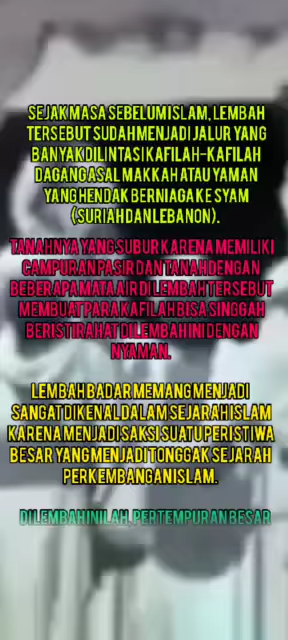 SEJAK MASA SEBELUM ISLAM, LEMBAH
TERSEBUT SUDAH MENJADI JALUR YANG
BANYAK DILINTASI KAFILAH-KAFILAH
DAGANG ASAL MAKKAH ATAU YAMAN
YANG HENDAK BERNIAGA KE SYAM
(SURIAH DAN LEBANON).
TANAHNYA YANG SUBUR KARENA MEMILIKI
CAMPURAN PASIR DAN TANAH DENGAN
BEBERAPA MATA AIR DI LEMBAH TERSEBUT
MEMBUAT PARA KAFILAH BISA SINGGAH
BERISTIRAHAT DI LEMBAH INI DENGAN
NYAMAN.
LEMBAH BADAR MEMANG MENJADI
SANGAT DIKENAL DALAM SEJARAH ISLAM
KARENA MENJADI SAKSI SUATU PERISTIWA
BESAR YANG MENJADI TONGGAK SEJARAH
PERKEMBANGAN ISLAM.
DI LEMBAH INILAH, PERTEMPURAN BESAR